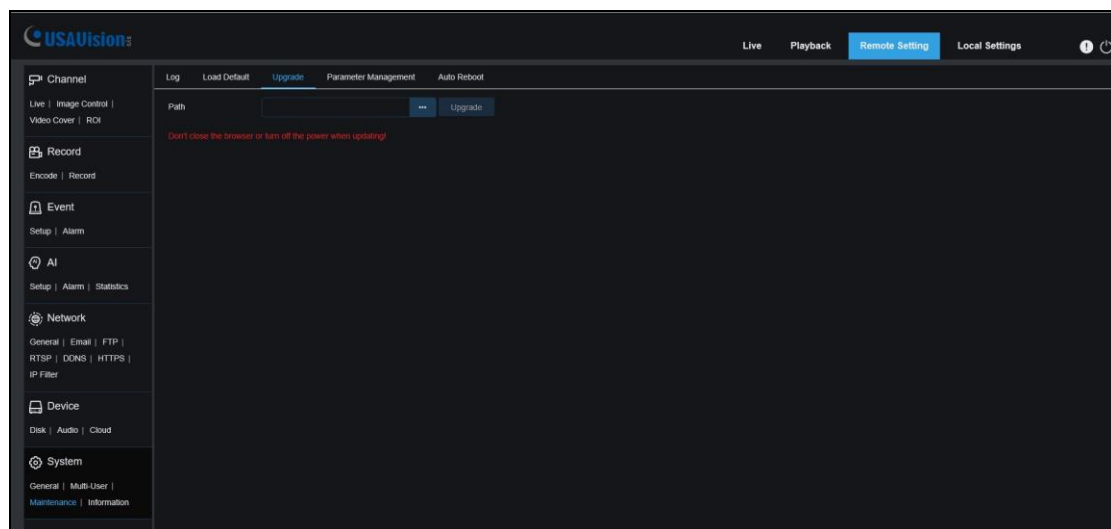 USAVision
Live
Playback
Remote Setting
Local Settings
Channel
Live | Image Control |
Video Cover | ROI
Record
Encode | Record
Event
Setup | Alarm
AI
Setup | Alarm | Statistics
Network
General | Email | FTP |
RTSP | DDNS | HTTPS |
IP Filter
Device
Disk | Audio | Cloud
System
General | Multi-User |
Maintenance | Information
Log
Load Default
Upgrade
Parameter Management
Auto Reboot
Path
...
Upgrade
Don't close the browser or turn off the power when updating!